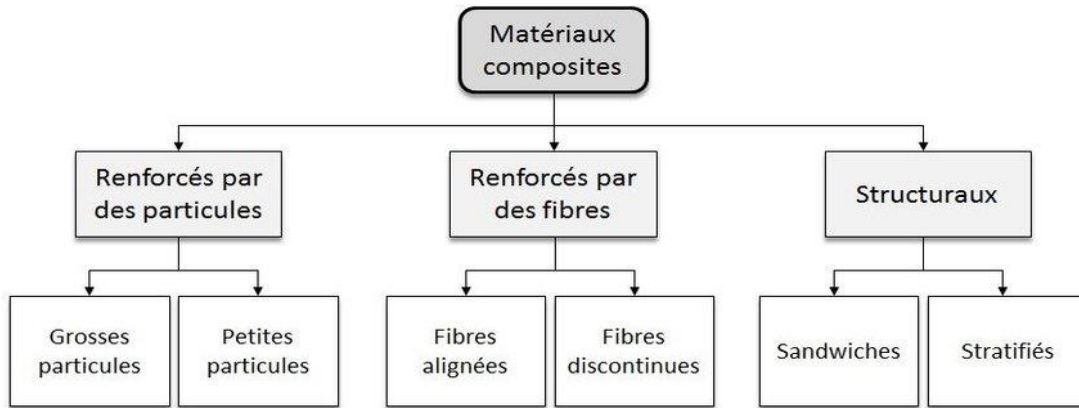 Matériaux
composites
Renforcés par
des particules
Renforcés par
des fibres
Structuraux
Grosses
particules
Petites
particules
Fibres
alignées
Fibres
discontinues
Sandwiches
Stratifiés